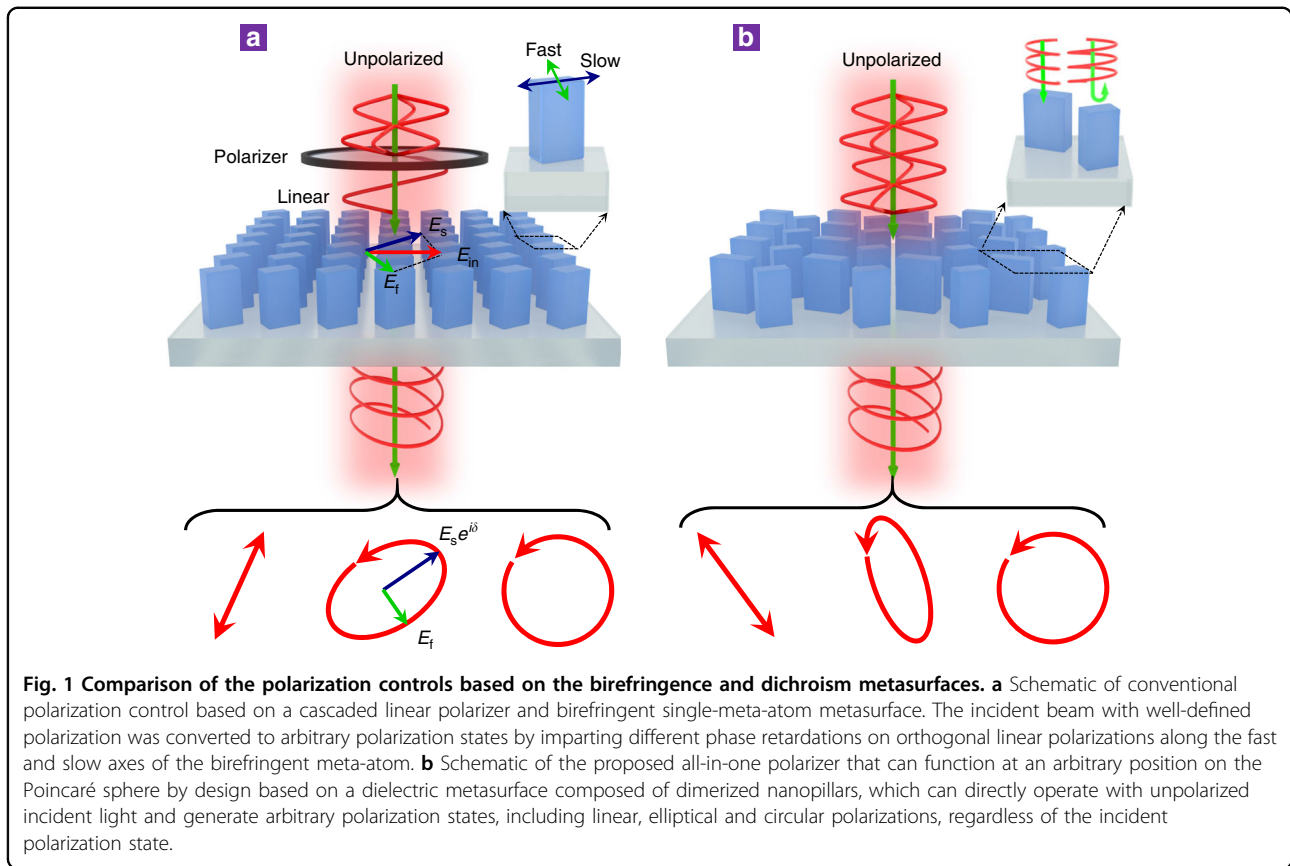 a
Unpolarized
Fast
Slow
Polarizer
Linear
E_s
E_in
E_f
E_s e^{iδ}
E_f
b
Unpolarized
Fig. 1 Comparison of the polarization controls based on the birefringence and dichroism metasurfaces. a Schematic of conventional
polarization control based on a cascaded linear polarizer and birefringent single-meta-atom metasurface. The incident beam with well-defined
polarization was converted to arbitrary polarization states by imparting different phase retardations on orthogonal linear polarizations along the fast
and slow axes of the birefringent meta-atom. b Schematic of the proposed all-in-one polarizer that can function at an arbitrary position on the
Poincaré sphere by design based on a dielectric metasurface composed of dimerized nanopillars, which can directly operate with unpolarized
incident light and generate arbitrary polarization states, including linear, elliptical and circular polarizations, regardless of the incident
polarization state.